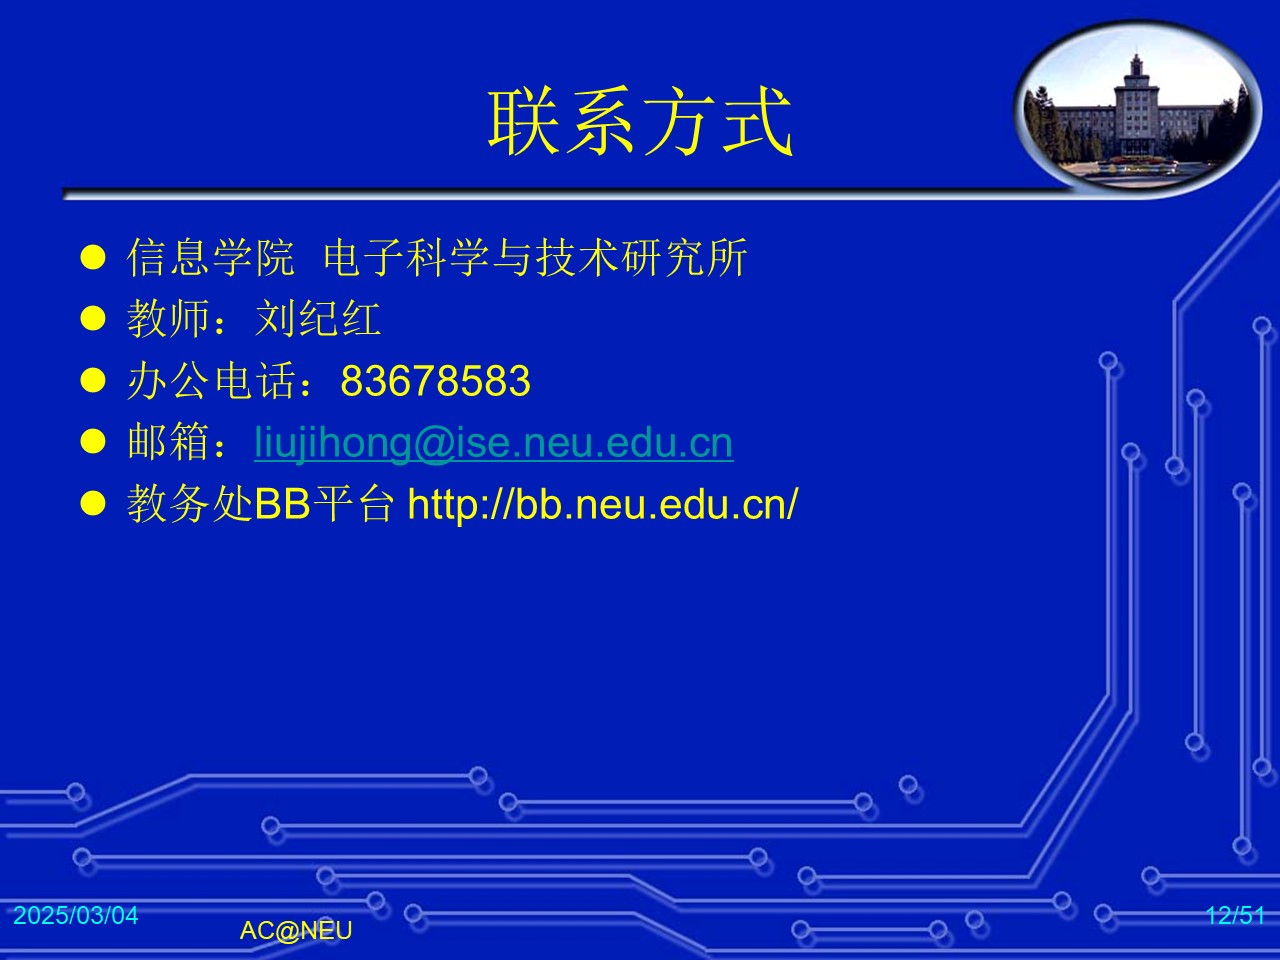 联系方式
信息学院 电子科学与技术研究所
教师：刘纪红
办公电话：83678583
邮箱：liujihong@ise.neu.edu.cn
教务处BB平台 http://bb.neu.edu.cn/
2025/03/04
AC@NEU
12/51